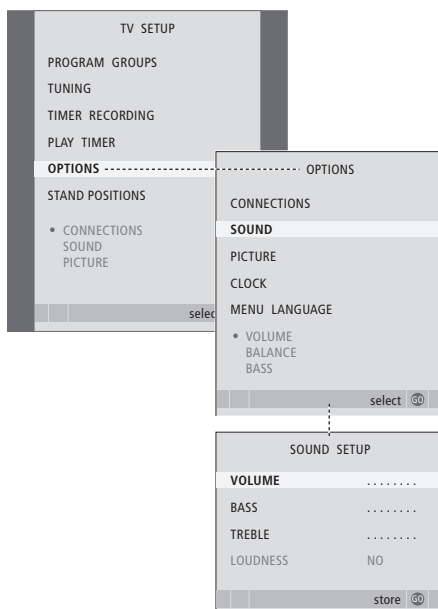 TV SETUP
PROGRAM GROUPS
TUNING
TIMER RECORDING
PLAY TIMER
OPTIONS
STAND POSITIONS
• CONNECTIONS
SOUND
PICTURE
selec
OPTIONS
CONNECTIONS
SOUND
PICTURE
CLOCK
MENU LANGUAGE
• VOLUME
BALANCE
BASS
select GO
SOUND SETUP
VOLUME ........
BASS ........
TREBLE ........
LOUDNESS NO
store GO